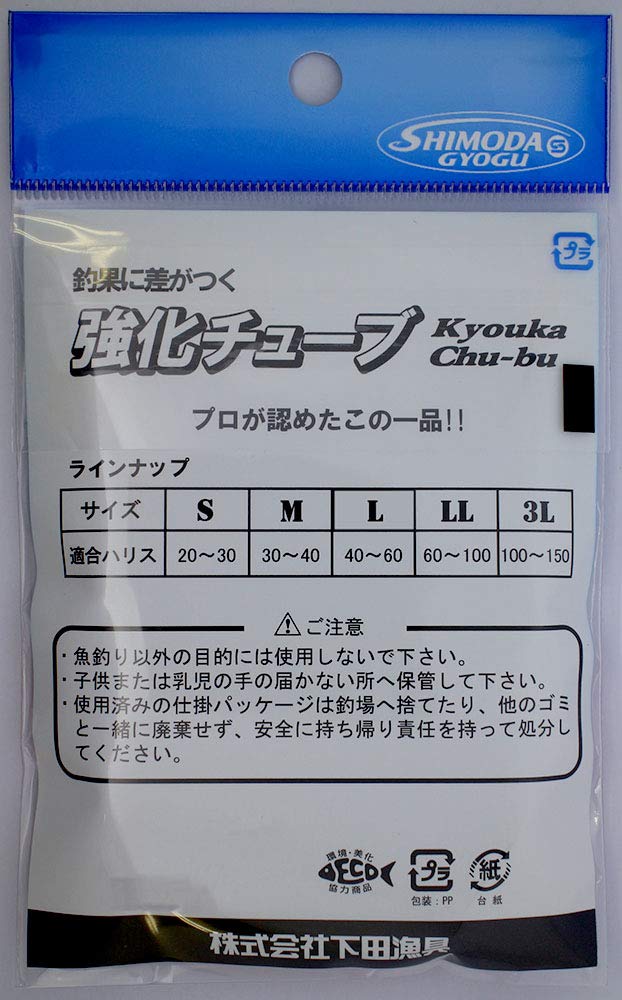 SHIMODA S
GYOGU
プラ
釣果に差がつく
強化チューブ Kyouka
Chu-bu
プロが認めたこの一品!!
ラインナップ
サイズ S M L LL 3L
適合ハリス 20～30 30～40 40～60 60～100 100～150
⚠ご注意
・魚釣り以外の目的には使用しないで下さい。
・子供または乳児の手の届かない所へ保管して下さい。
・使用済みの仕掛パッケージは釣場へ捨てたり、他のゴミ
と一緒に廃棄せず、安全に持ち帰り責任を持って処分し
てください。
環境・美化
ECO
協力商品
プラ
包装：PP
紙
台紙
株式会社下田漁具